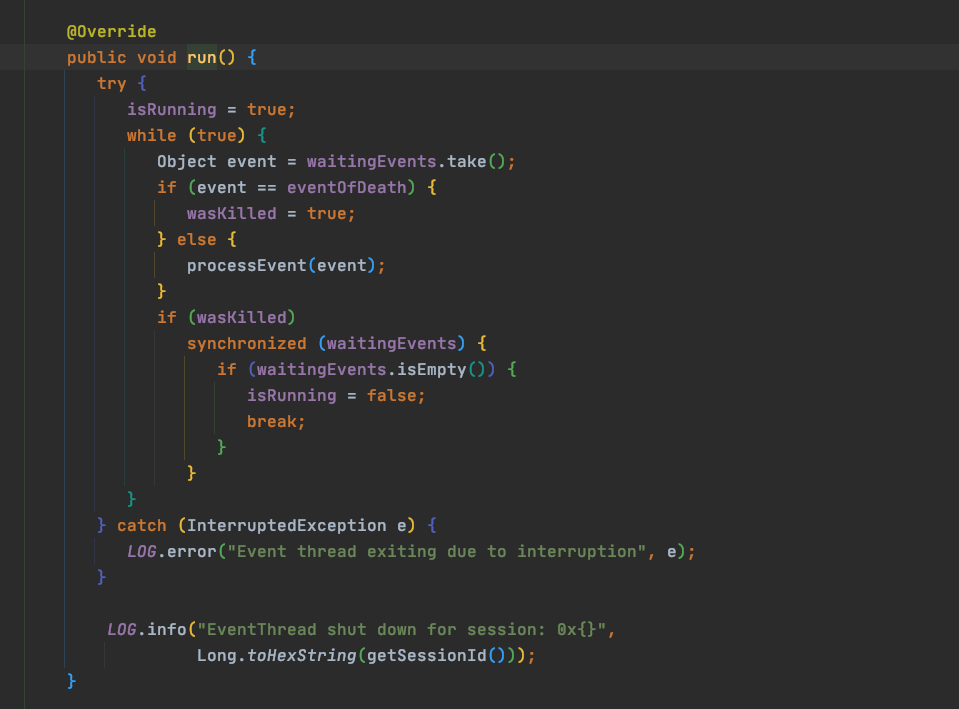 @Override
public void run() {
try {
isRunning = true;
while (true) {
Object event = waitingEvents.take();
if (event == eventOfDeath) {
wasKilled = true;
} else {
processEvent(event);
}
if (wasKilled)
synchronized (waitingEvents) {
if (waitingEvents.isEmpty()) {
isRunning = false;
break;
}
}
}
} catch (InterruptedException e) {
LOG.error("Event thread exiting due to interruption", e);
}
LOG.info("EventThread shut down for session: 0x{}",
Long.toHexString(getSessionId()));
}